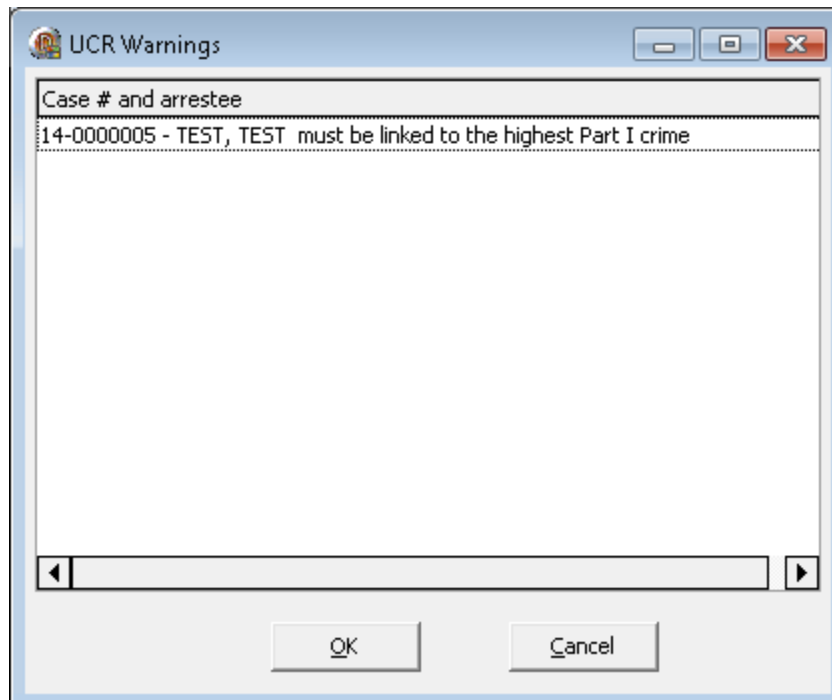 UCR Warnings
Case # and arrestee
14-0000005 - TEST, TEST  must be linked to the highest Part I crime
OK
Cancel